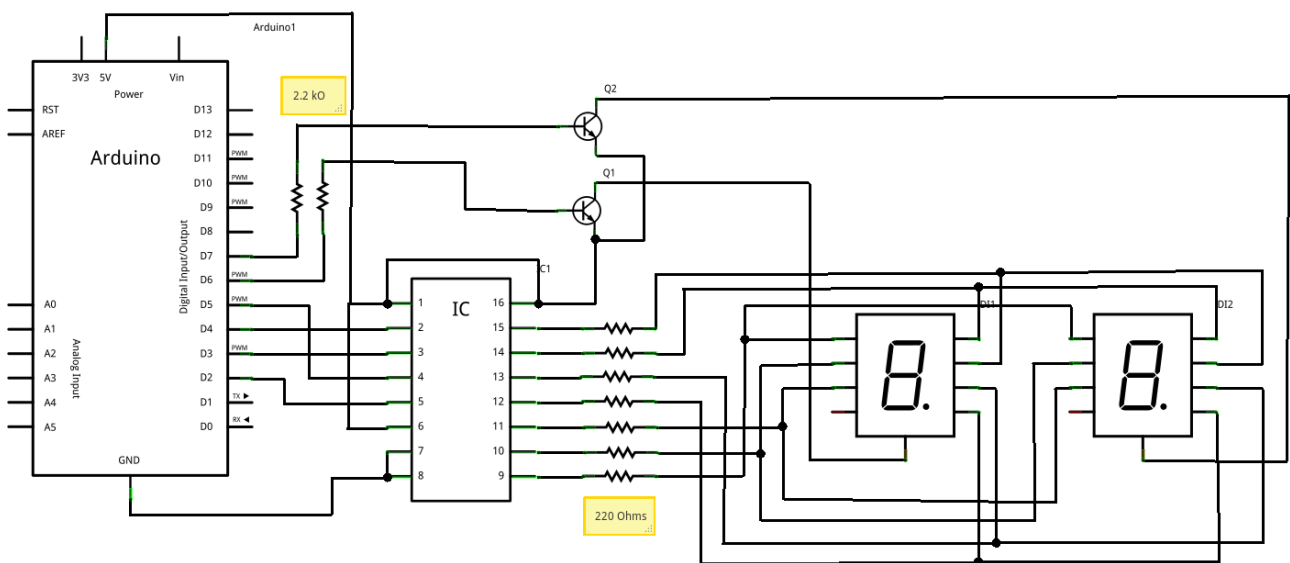 Arduino1
3V3 5V Vin
Power
RST
AREF
Arduino
D13
D12
D11 PWM
D10 PWM
D9 PWM
D8
D7
D6 PWM
D5 PWM
D4
D3 PWM
D2
D1 TX
D0 RX
Digital Input/Output
A0
A1
A2
A3
A4
A5
Analog Input
GND
2.2 kO
Q2
Q1
IC1
IC
1 16
2 15
3 14
4 13
5 12
6 11
7 10
8 9
220 Ohms
DI1
DI2